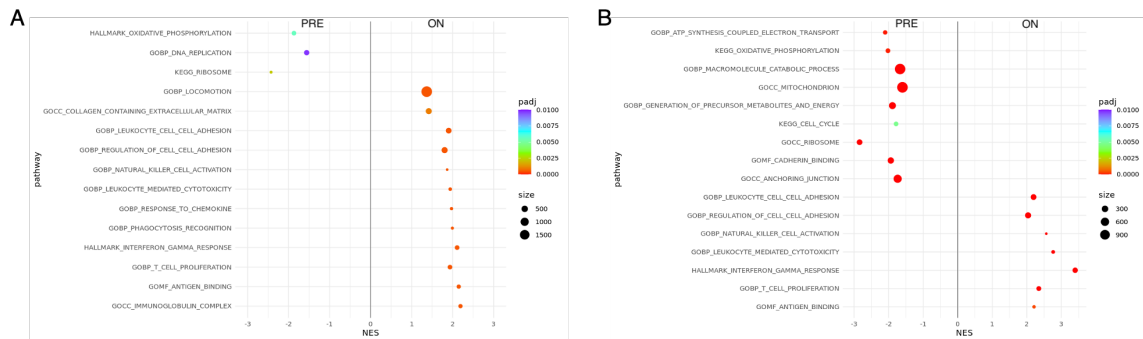 A
PRE ON
HALLMARK_OXIDATIVE_PHOSPHORYLATION
GOBP_DNA_REPLICATION
KEGG_RIBOSOME
GOBP_LOCOMOTION
GOCC_COLLAGEN_CONTAINING_EXTRACELLULAR_MATRIX
GOBP_LEUKOCYTE_CELL_CELL_ADHESION
GOBP_REGULATION_OF_CELL_CELL_ADHESION
GOBP_NATURAL_KILLER_CELL_ACTIVATION
GOBP_LEUKOCYTE_MEDIATED_CYTOTOXICITY
GOBP_RESPONSE_TO_CHEMOKINE
GOBP_PHAGOCYTOSIS_RECOGNITION
HALLMARK_INTERFERON_GAMMA_RESPONSE
GOBP_T_CELL_PROLIFERATION
GOMF_ANTIGEN_BINDING
GOCC_IMMUNOGLOBULIN_COMPLEX
pathway
-3 -2 -1 0 1 2 3
NES
padj
0.0100
0.0075
0.0050
0.0025
0.0000
size
500
1000
1500
B
PRE ON
GOBP_ATP_SYNTHESIS_COUPLED_ELECTRON_TRANSPORT
KEGG_OXIDATIVE_PHOSPHORYLATION
GOBP_MACROMOLECULE_CATABOLIC_PROCESS
GOCC_MITOCHONDRION
GOBP_GENERATION_OF_PRECURSOR_METABOLITES_AND_ENERGY
KEGG_CELL_CYCLE
GOCC_RIBOSOME
GOMF_CADHERIN_BINDING
GOCC_ANCHORING_JUNCTION
GOBP_LEUKOCYTE_CELL_CELL_ADHESION
GOBP_REGULATION_OF_CELL_CELL_ADHESION
GOBP_NATURAL_KILLER_CELL_ACTIVATION
GOBP_LEUKOCYTE_MEDIATED_CYTOTOXICITY
HALLMARK_INTERFERON_GAMMA_RESPONSE
GOBP_T_CELL_PROLIFERATION
GOMF_ANTIGEN_BINDING
pathway
-3 -2 -1 0 1 2 3
NES
padj
0.0100
0.0075
0.0050
0.0025
0.0000
size
300
600
900